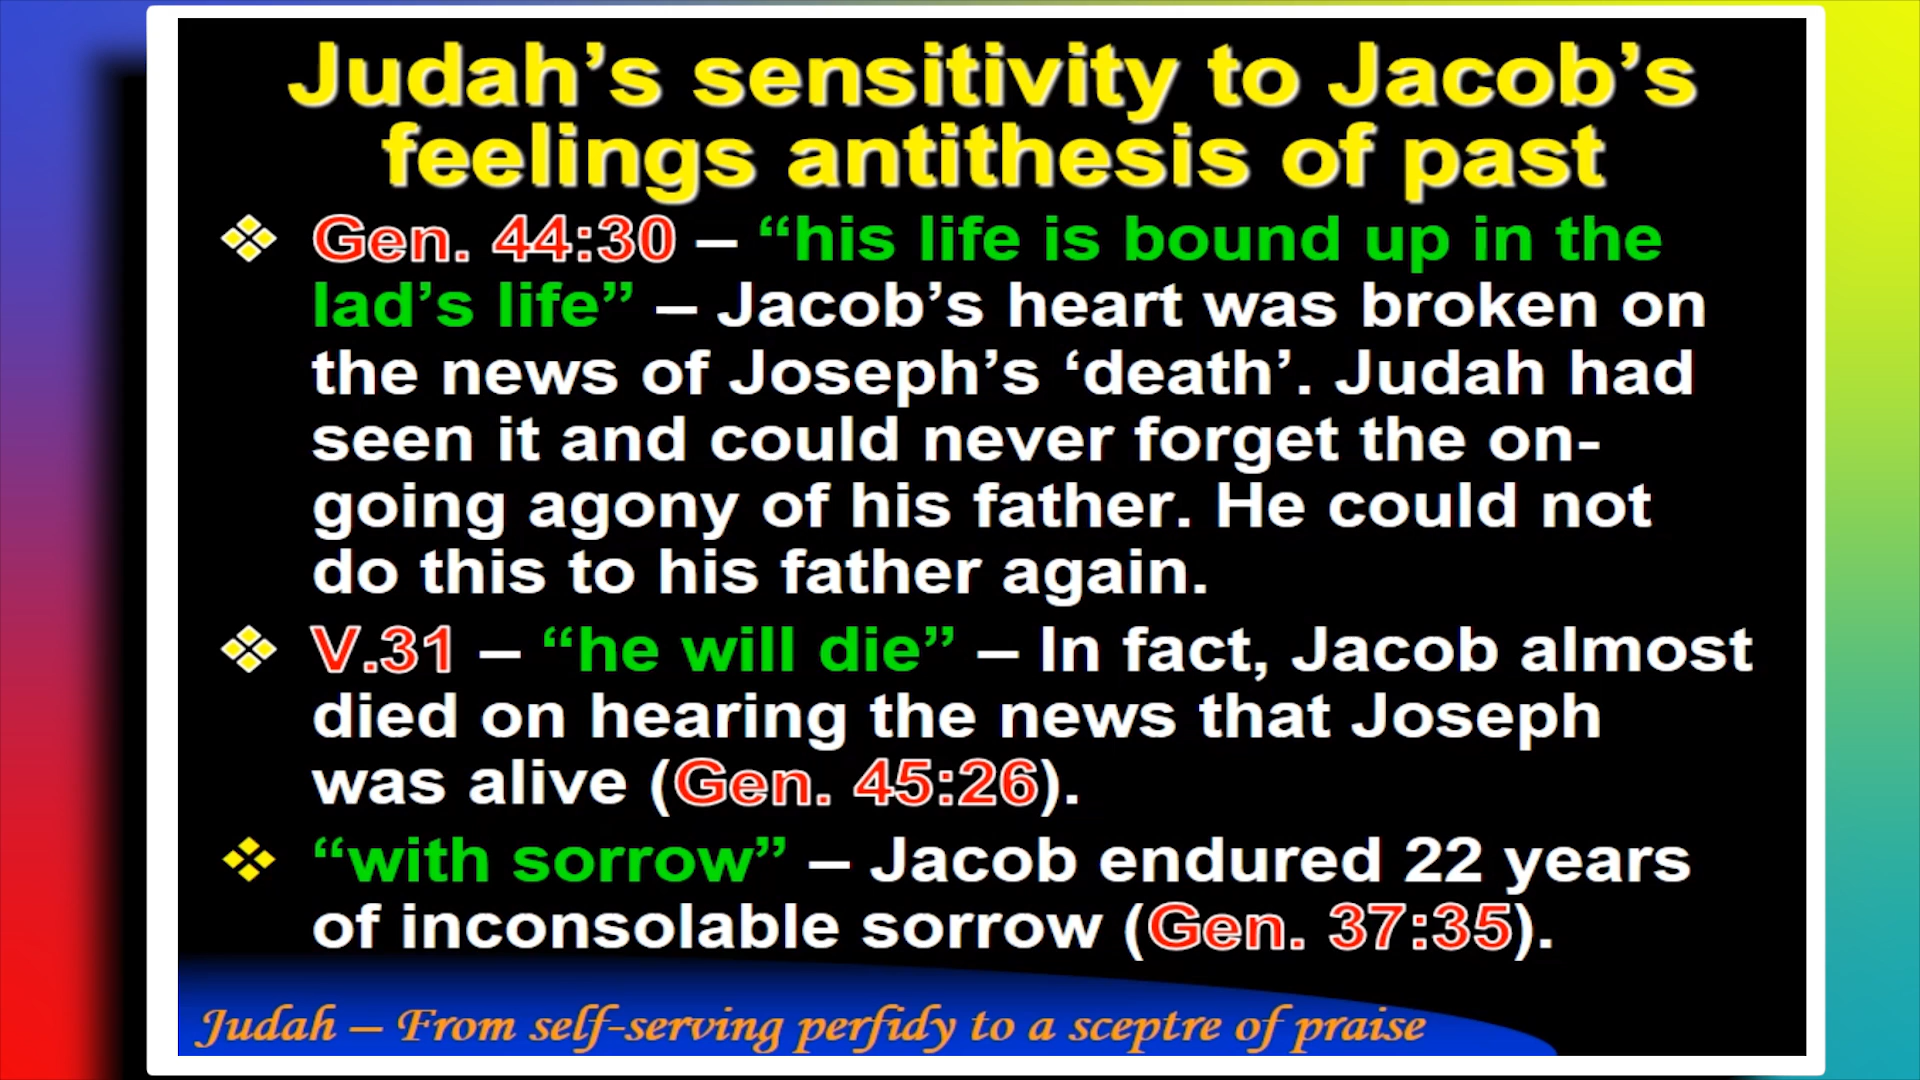 Judah’s sensitivity to Jacob’s
feelings antithesis of past
❖ Gen. 44:30 – “his life is bound up in the
lad’s life” – Jacob’s heart was broken on
the news of Joseph’s ‘death’. Judah had
seen it and could never forget the on-
going agony of his father. He could not
do this to his father again.
❖ V.31 – “he will die” – In fact, Jacob almost
died on hearing the news that Joseph
was alive (Gen. 45:26).
❖ “with sorrow” – Jacob endured 22 years
of inconsolable sorrow (Gen. 37:35).
Judah – From self-serving perfidy to a sceptre of praise